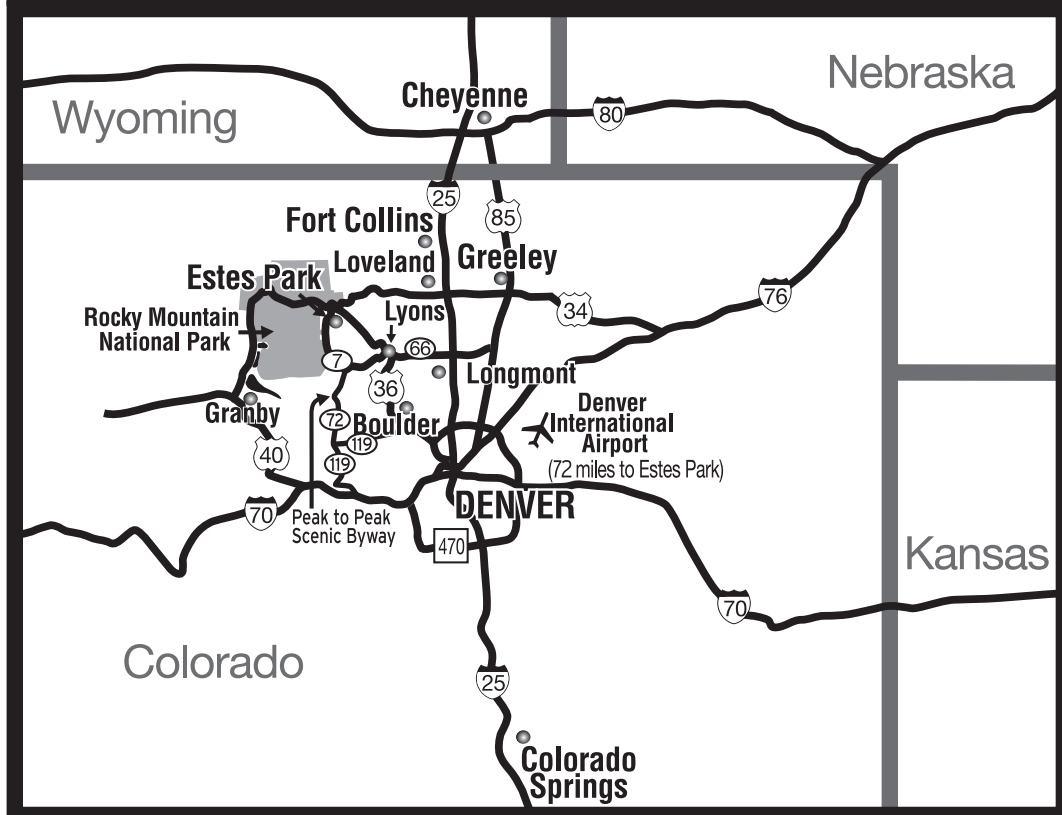 Nebraska
Cheyenne
Wyoming
80
25
85
Fort Collins
Greeley
Loveland
Estes Park
76
34
Lyons
Rocky Mountain
National Park
66
7
Longmont
36
Granby
72
Boulder
119
Denver
International
Airport
(72 miles to Estes Park)
40
119
DENVER
70
Peak to Peak
Scenic Byway
470
Kansas
70
Colorado
25
Colorado
Springs